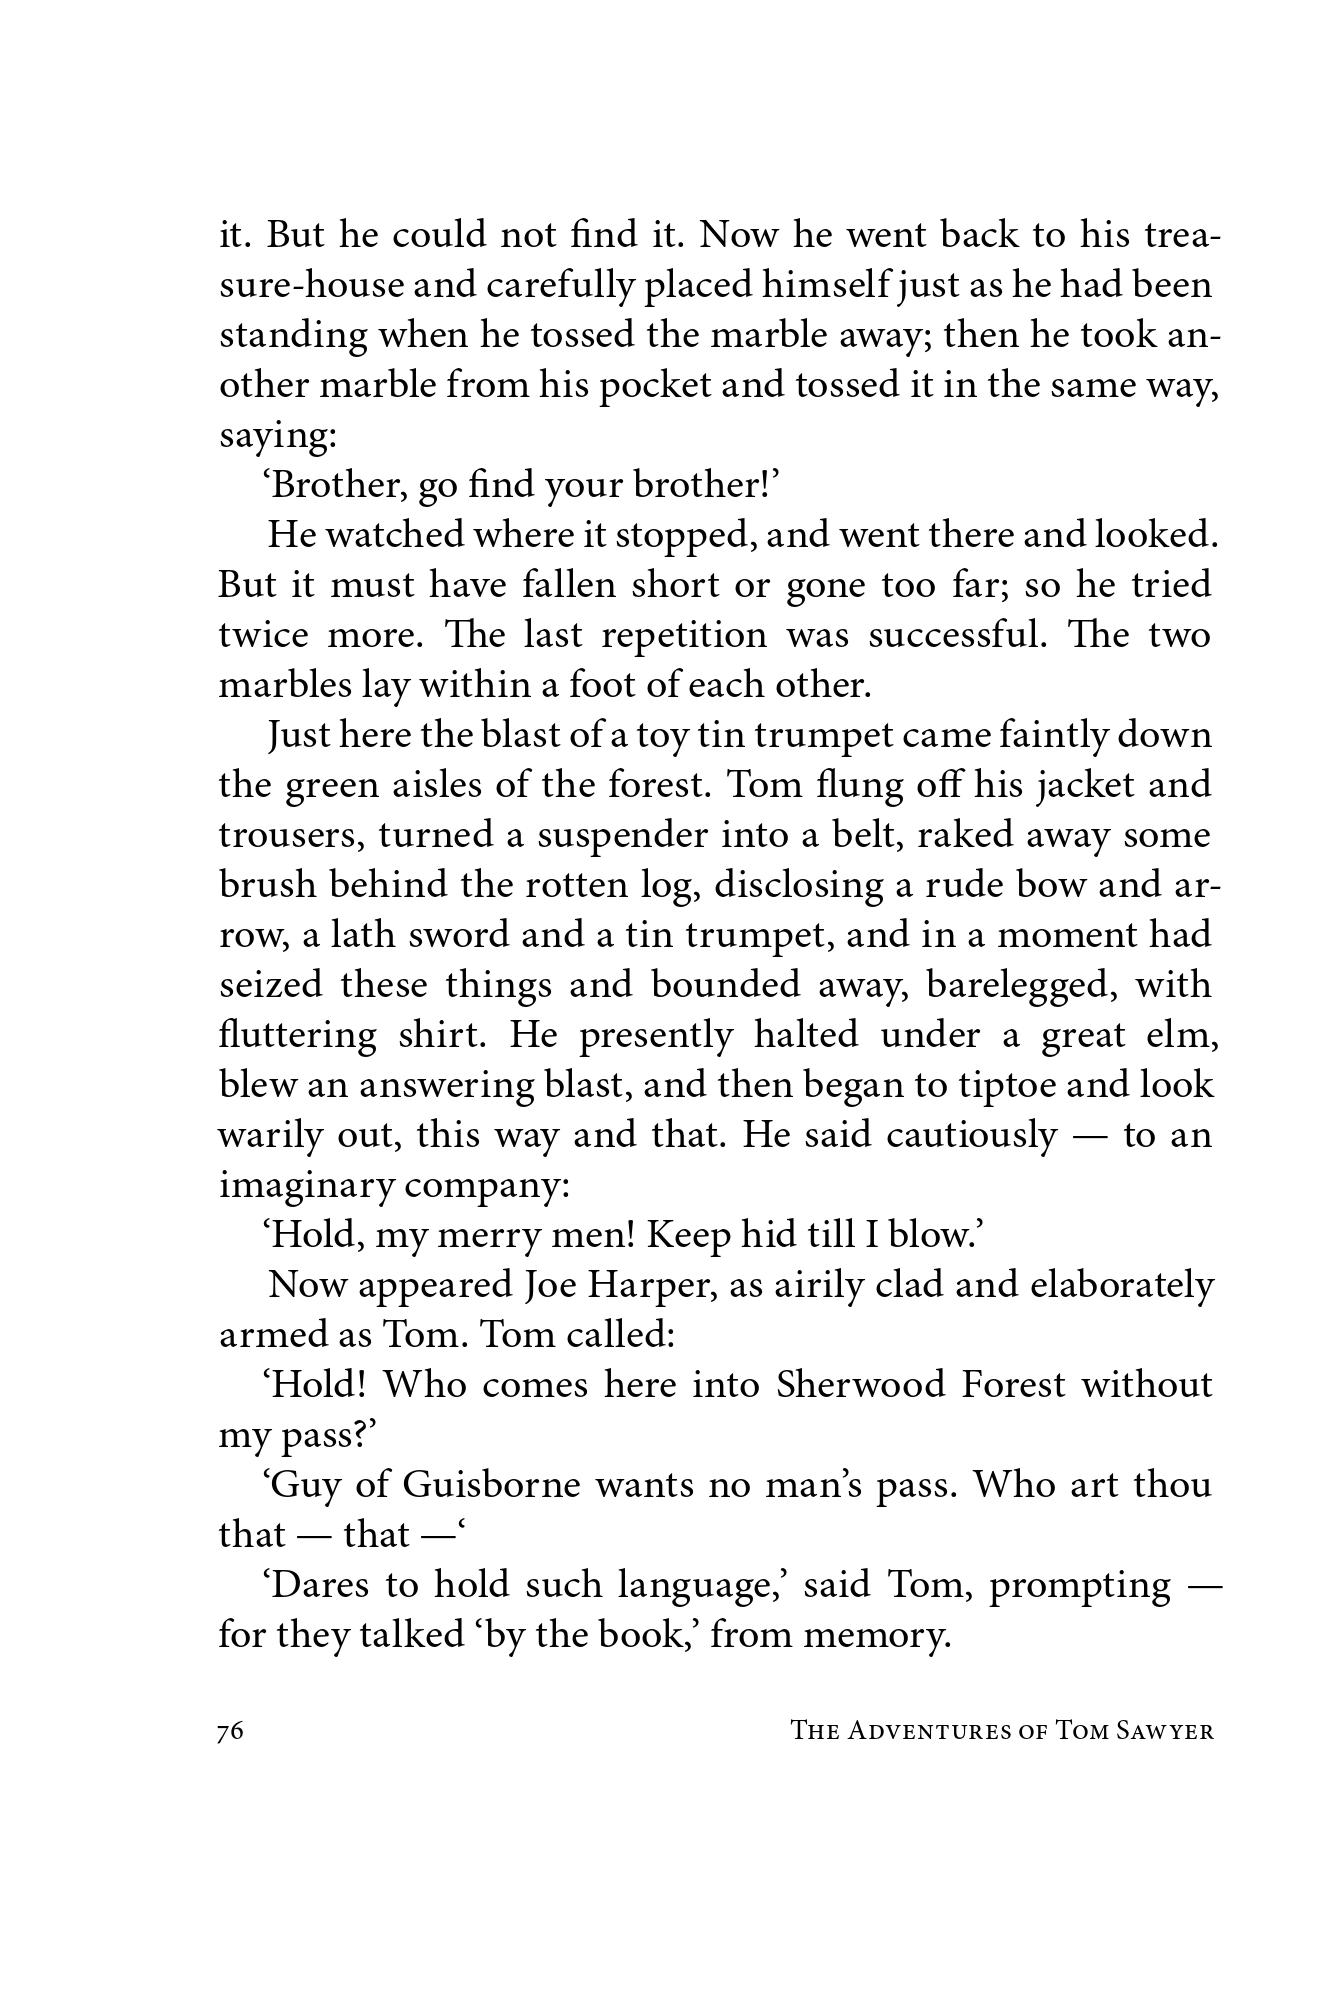 it. But he could not find it. Now he went back to his trea-
sure-house and carefully placed himself just as he had been
standing when he tossed the marble away; then he took an-
other marble from his pocket and tossed it in the same way,
saying:
‘Brother, go find your brother!’
He watched where it stopped, and went there and looked.
But it must have fallen short or gone too far; so he tried
twice more. The last repetition was successful. The two
marbles lay within a foot of each other.
Just here the blast of a toy tin trumpet came faintly down
the green aisles of the forest. Tom flung off his jacket and
trousers, turned a suspender into a belt, raked away some
brush behind the rotten log, disclosing a rude bow and ar-
row, a lath sword and a tin trumpet, and in a moment had
seized these things and bounded away, barelegged, with
fluttering shirt. He presently halted under a great elm,
blew an answering blast, and then began to tiptoe and look
warily out, this way and that. He said cautiously — to an
imaginary company:
‘Hold, my merry men! Keep hid till I blow.’
Now appeared Joe Harper, as airily clad and elaborately
armed as Tom. Tom called:
‘Hold! Who comes here into Sherwood Forest without
my pass?’
‘Guy of Guisborne wants no man’s pass. Who art thou
that — that —‘
‘Dares to hold such language,’ said Tom, prompting —
for they talked ‘by the book,’ from memory.
76 The Adventures of Tom Sawyer